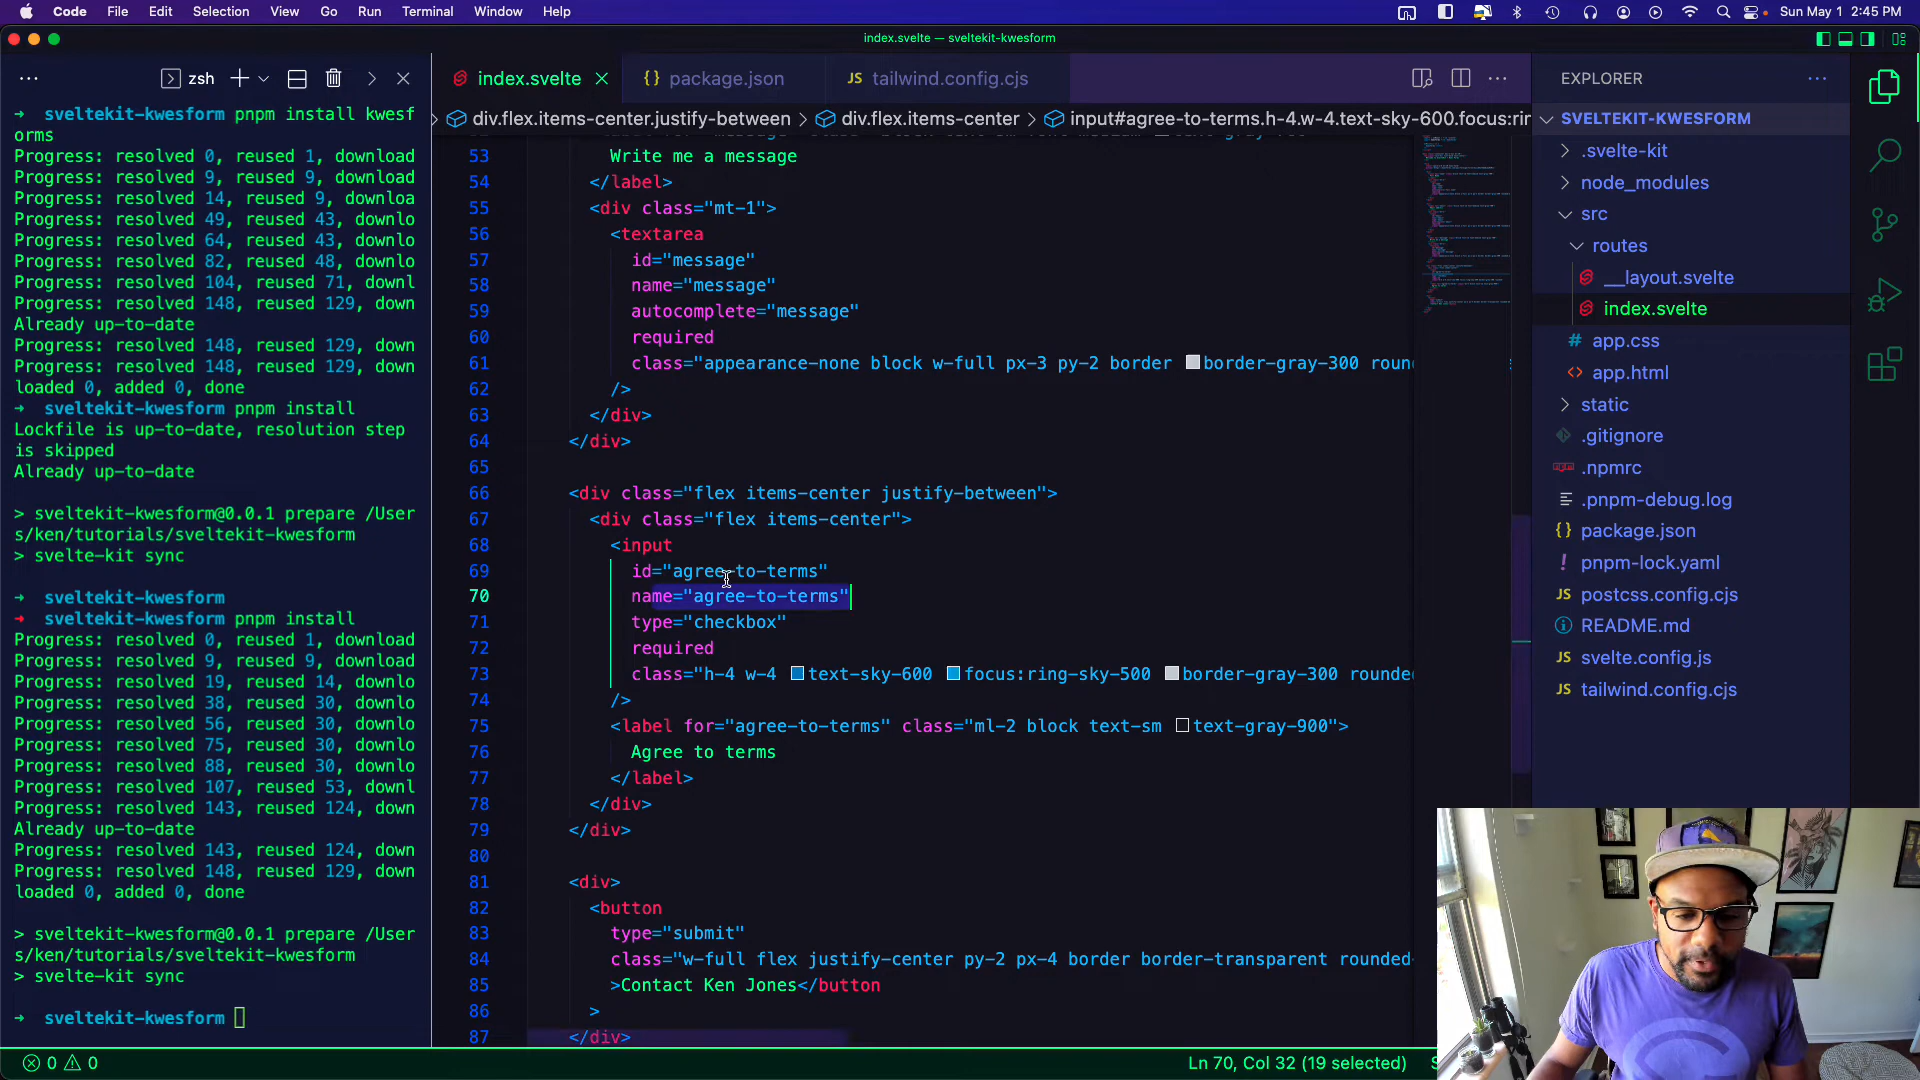 Code File Edit Selection View Go Run Terminal Window Help
Sun May 1 2:45 PM
index.svelte — sveltekit-kwesform
zsh
index.svelte
package.json
tailwind.config.cjs
EXPLORER
div.flex.items-center.justify-between
div.flex.items-center
input#agree-to-terms.h-4.w-4.text-sky-600.focus:rin
➜ sveltekit-kwesform pnpm install kwesf
orms
Progress: resolved 0, reused 1, download
Progress: resolved 9, reused 9, download
Progress: resolved 14, reused 9, downloa
Progress: resolved 49, reused 43, downlo
Progress: resolved 64, reused 43, downlo
Progress: resolved 82, reused 48, downlo
Progress: resolved 104, reused 71, downl
Progress: resolved 148, reused 129, down
Already up-to-date
Progress: resolved 148, reused 129, down
Progress: resolved 148, reused 129, down
loaded 0, added 0, done
➜ sveltekit-kwesform pnpm install
Lockfile is up-to-date, resolution step
is skipped
Already up-to-date
> sveltekit-kwesform@0.0.1 prepare /User
s/ken/tutorials/sveltekit-kwesform
> svelte-kit sync
➜ sveltekit-kwesform
➜ sveltekit-kwesform pnpm install
Progress: resolved 0, reused 1, download
Progress: resolved 9, reused 9, download
Progress: resolved 19, reused 14, downlo
Progress: resolved 38, reused 30, downlo
Progress: resolved 56, reused 30, downlo
Progress: resolved 75, reused 30, downlo
Progress: resolved 88, reused 30, downlo
Progress: resolved 107, reused 53, downl
Progress: resolved 143, reused 124, down
Already up-to-date
Progress: resolved 143, reused 124, down
Progress: resolved 148, reused 129, down
loaded 0, added 0, done
> sveltekit-kwesform@0.0.1 prepare /User
s/ken/tutorials/sveltekit-kwesform
> svelte-kit sync
➜ sveltekit-kwesform
53 Write me a message
54 </label>
55 <div class="mt-1">
56 <textarea
57 id="message"
58 name="message"
59 autocomplete="message"
60 required
61 class="appearance-none block w-full px-3 py-2 border border-gray-300 roun
62 />
63 </div>
64 </div>
65
66 <div class="flex items-center justify-between">
67 <div class="flex items-center">
68 <input
69 id="agree-to-terms"
70 name="agree-to-terms"
71 type="checkbox"
72 required
73 class="h-4 w-4 text-sky-600 focus:ring-sky-500 border-gray-300 rounde
74 />
75 <label for="agree-to-terms" class="ml-2 block text-sm text-gray-900">
76 Agree to terms
77 </label>
78 </div>
79 </div>
80
81 <div>
82 <button
83 type="submit"
84 class="w-full flex justify-center py-2 px-4 border border-transparent rounded-
85 >Contact Ken Jones</button
86 >
87 </div>
SVELTEKIT-KWESFORM
.svelte-kit
node_modules
src
routes
__layout.svelte
index.svelte
app.css
app.html
static
.gitignore
.npmrc
.pnpm-debug.log
package.json
pnpm-lock.yaml
postcss.config.cjs
README.md
svelte.config.js
tailwind.config.cjs
0 0
Ln 70, Col 32 (19 selected)